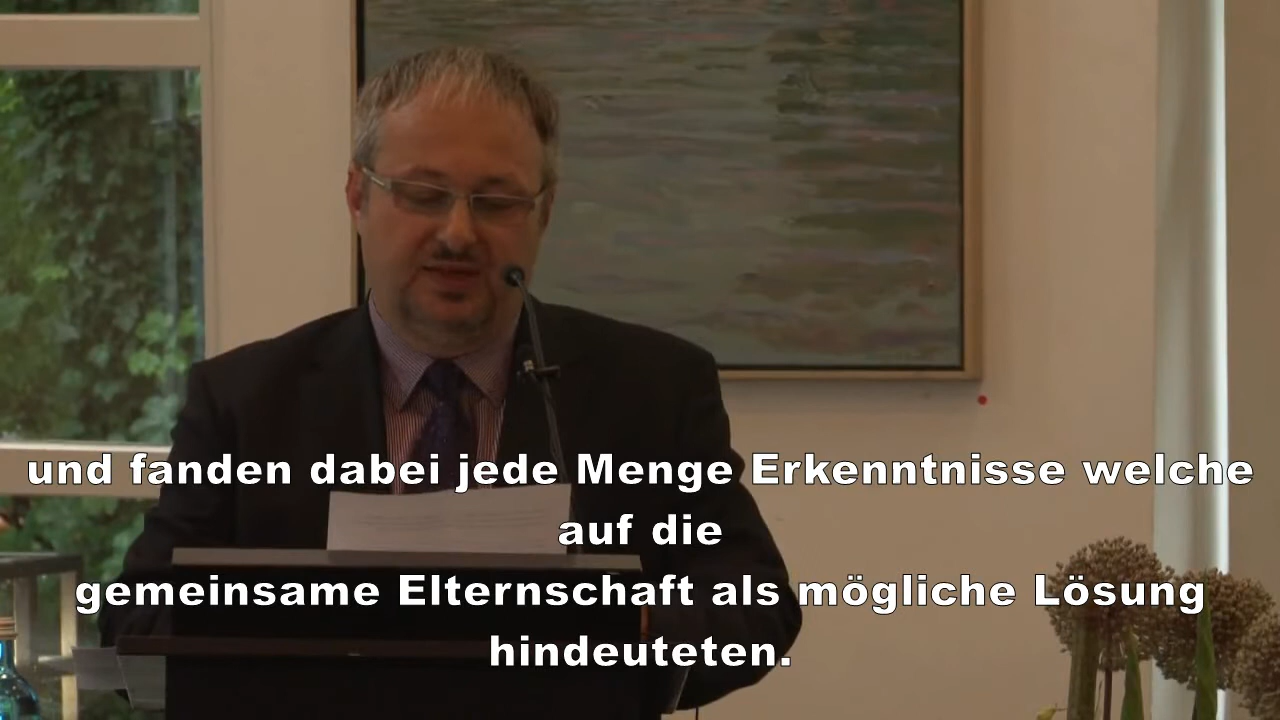 und fanden dabei jede Menge Erkenntnisse welche
auf die
gemeinsame Elternschaft als mögliche Lösung
hindeuteten.